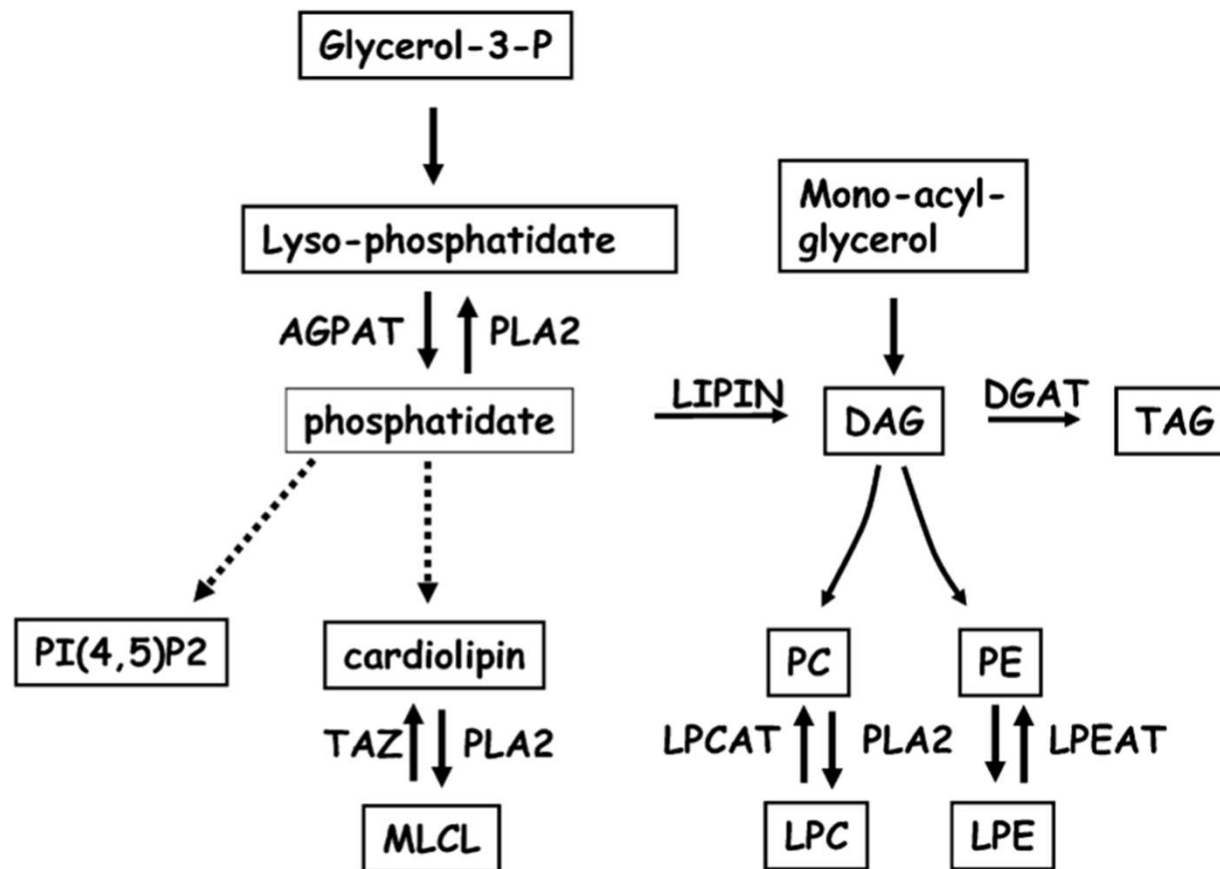 Glycerol-3-P
Mono-acyl-
glycerol
Lyso-phosphatidate
AGPAT
PLA2
phosphatidate
LIPIN
DAG
DGAT
TAG
PI(4,5)P2
cardiolipin
PC
PE
TAZ
PLA2
LPCAT
PLA2
LPEAT
MLCL
LPC
LPE